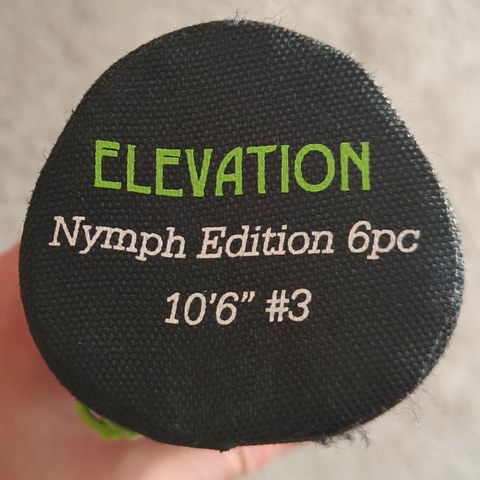 ELEVATION
Nymph Edition 6pc
10'6" #3